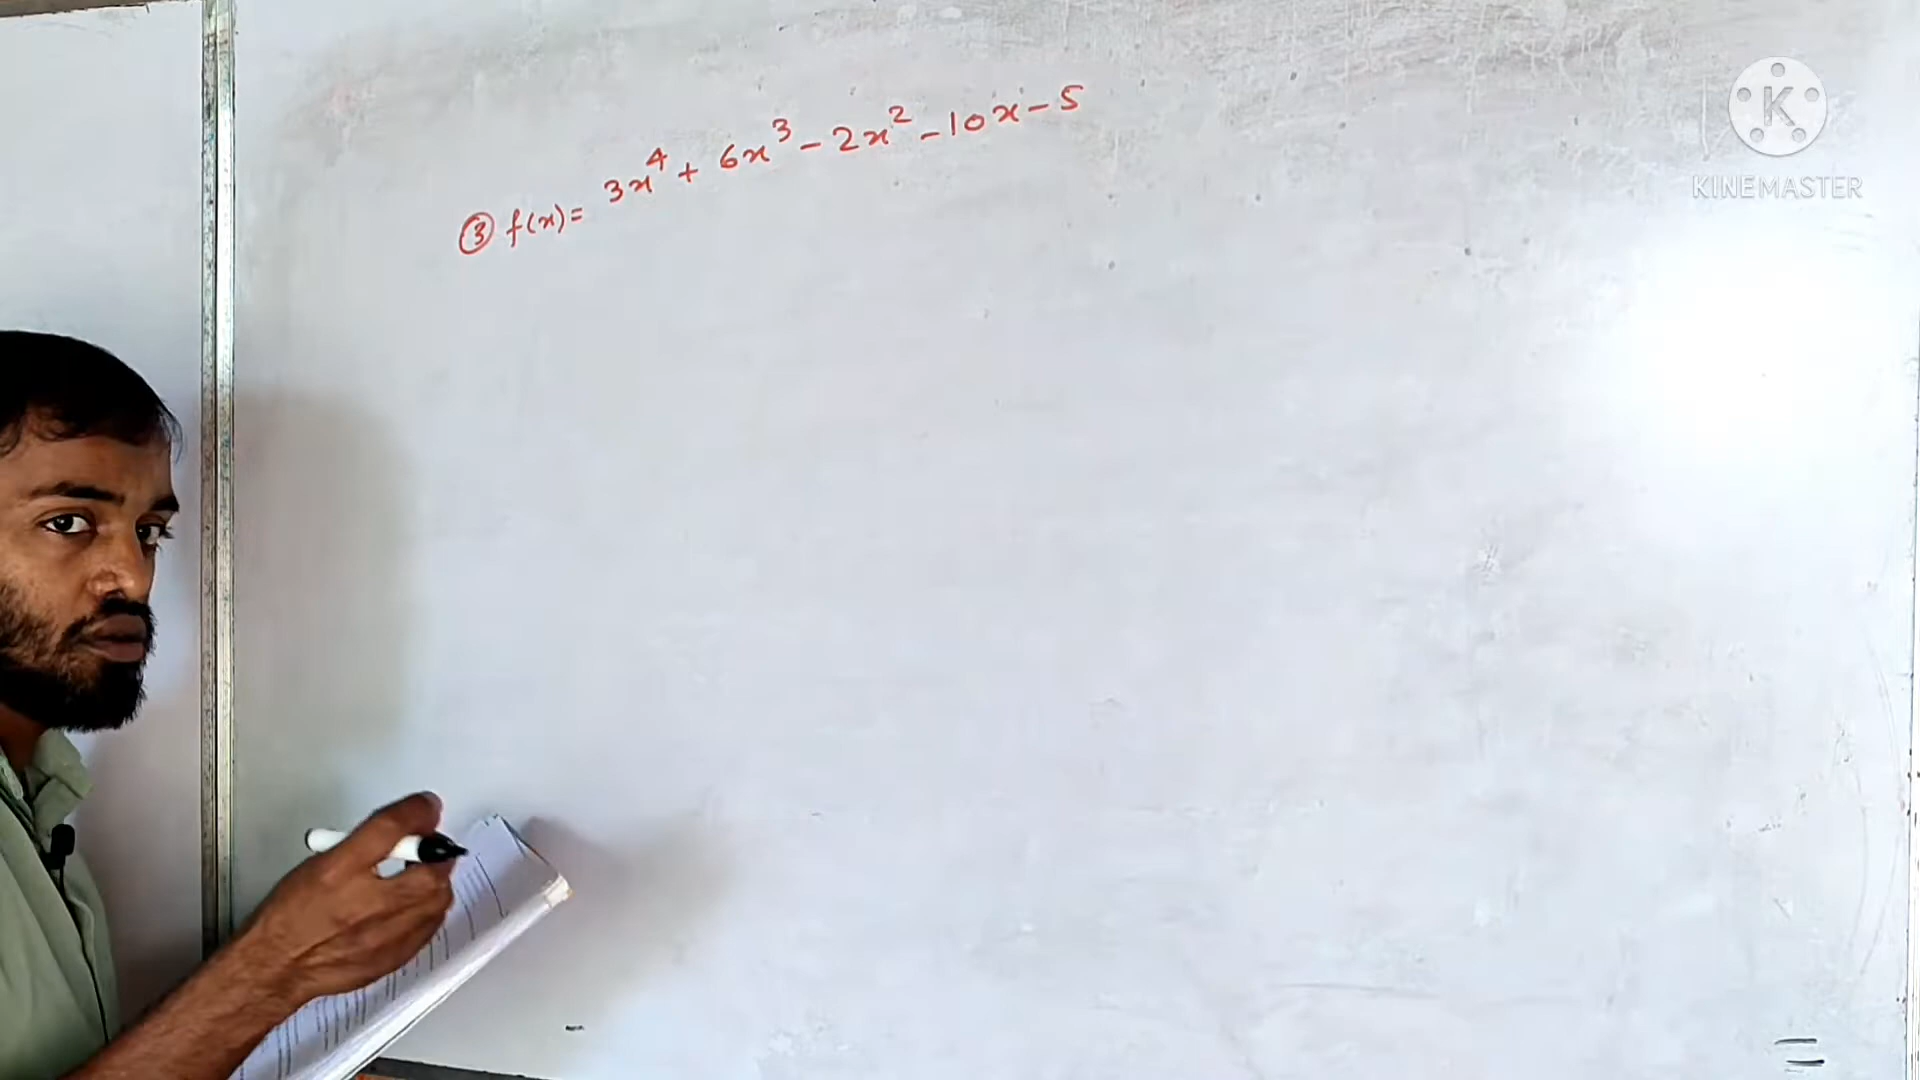 ③ f(x) = 3x⁴ + 6x³ - 2x² - 10x - 5
K
KINEMASTER